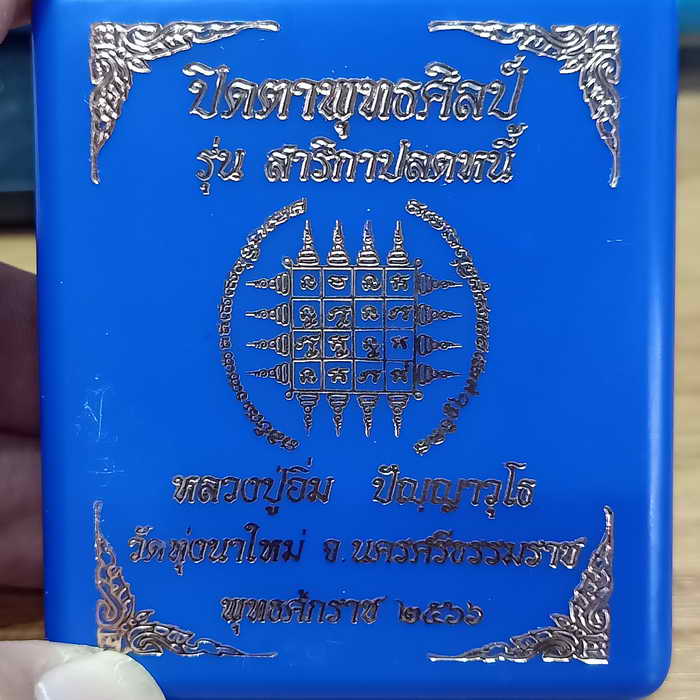 ปิดตาพุทธศิลป์
รุ่น สาริกาปลดหนี้
หลวงปู่อิ่ม ปัญญาวุโธ
วัดทุ่งนาใหม่ จ.นครศรีธรรมราช
พุทธศักราช ๒๕๖๖